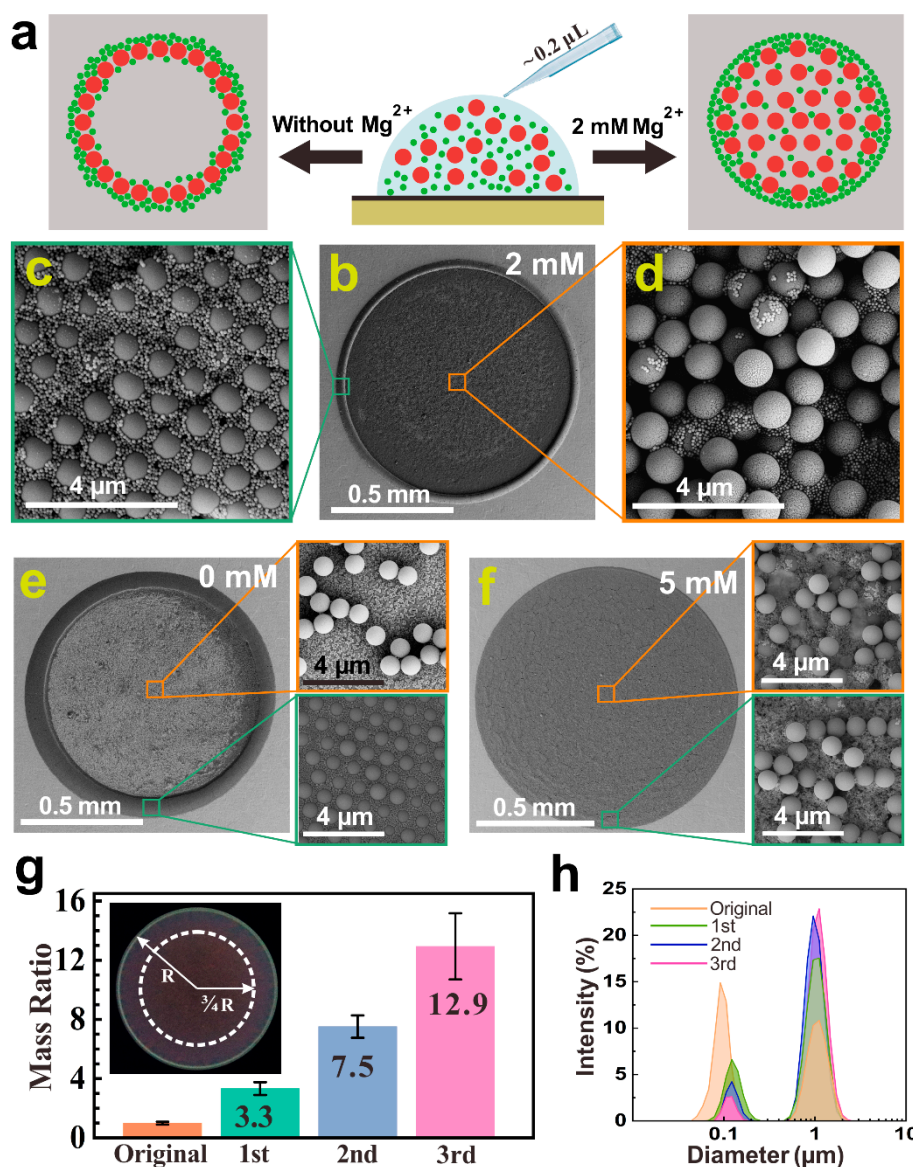 a
~0.2 μL
Without Mg2+
2 mM Mg2+
c
4 μm
b
2 mM
0.5 mm
d
4 μm
e
0 mM
0.5 mm
4 μm
4 μm
f
5 mM
0.5 mm
4 μm
4 μm
g
Mass Ratio
16
12
8
4
0
R
¾R
3.3
7.5
12.9
Original 1st 2nd 3rd
h
Intensity (%)
25
20
15
10
5
0
Original
1st
2nd
3rd
0.1 1 10
Diameter (μm)